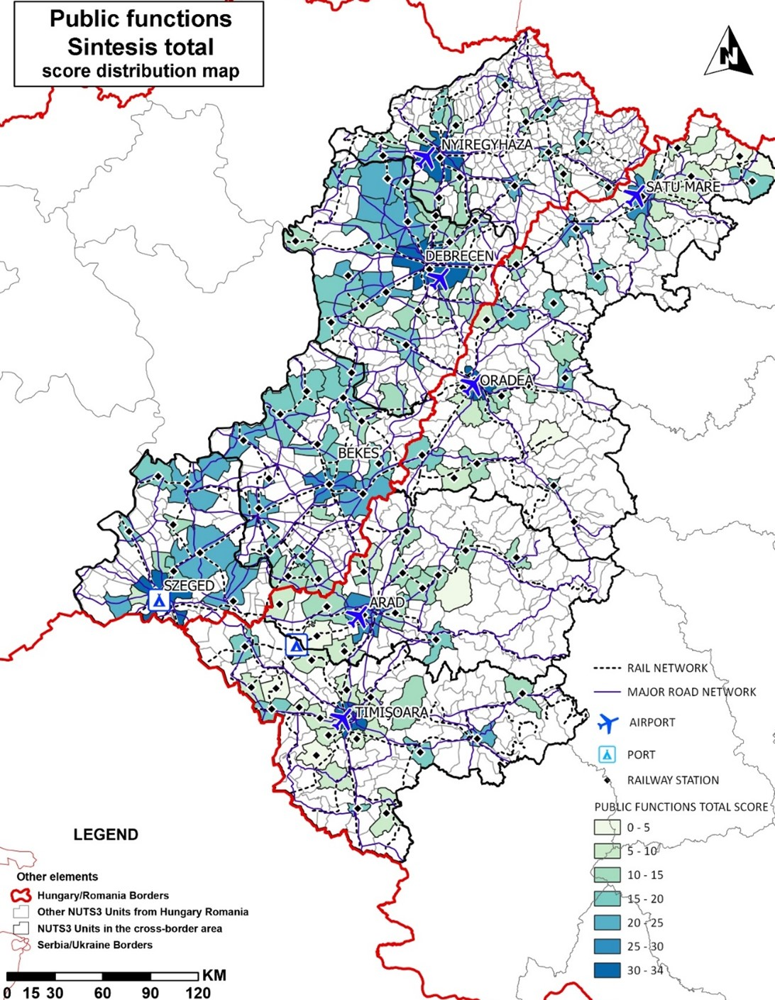 Public functions
Sintesis total
score distribution map
N
NYIREGYHAZA
SATU MARE
DEBRECEN
ORADEA
BEKES
SZEGED
ARAD
TIMISOARA
RAIL NETWORK
MAJOR ROAD NETWORK
AIRPORT
PORT
RAILWAY STATION
PUBLIC FUNCTIONS TOTAL SCORE
0 - 5
5 - 10
10 - 15
15 - 20
20 - 25
25 - 30
30 - 34
LEGEND
Other elements
Hungary/Romania Borders
Other NUTS3 Units from Hungary Romania
NUTS3 Units in the cross-border area
Serbia/Ukraine Borders
KM
0 15 30 60 90 120